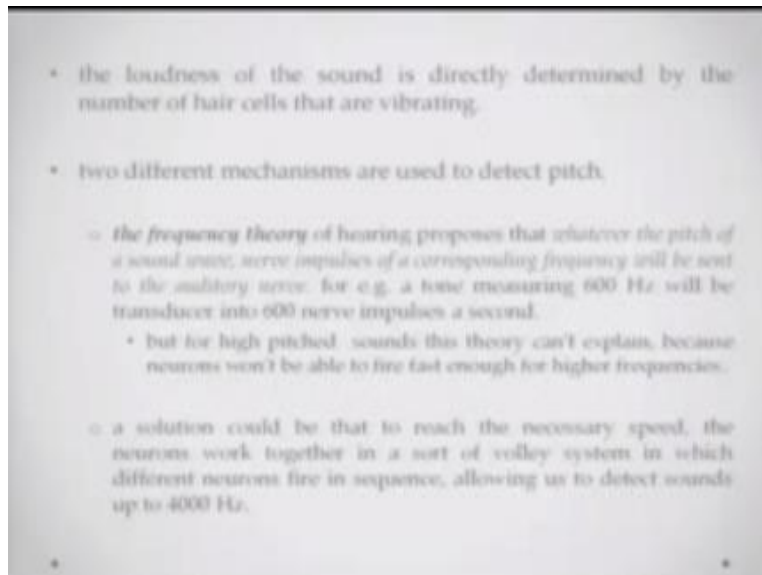 • the loudness of the sound is directly determined by the
number of hair cells that are vibrating.
• two different mechanisms are used to detect pitch.
o the frequency theory of hearing proposes that whatever the pitch of
a sound wave, nerve impulses of a corresponding frequency will be sent
to the auditory nerve. for e.g. a tone measuring 600 Hz will be
transducer into 600 nerve impulses a second.
• but for high pitched sounds this theory can't explain, because
neurons won't be able to fire fast enough for higher frequencies.
o a solution could be that to reach the necessary speed, the
neurons work together in a sort of volley system in which
different neurons fire in sequence, allowing us to detect sounds
up to 4000 Hz.